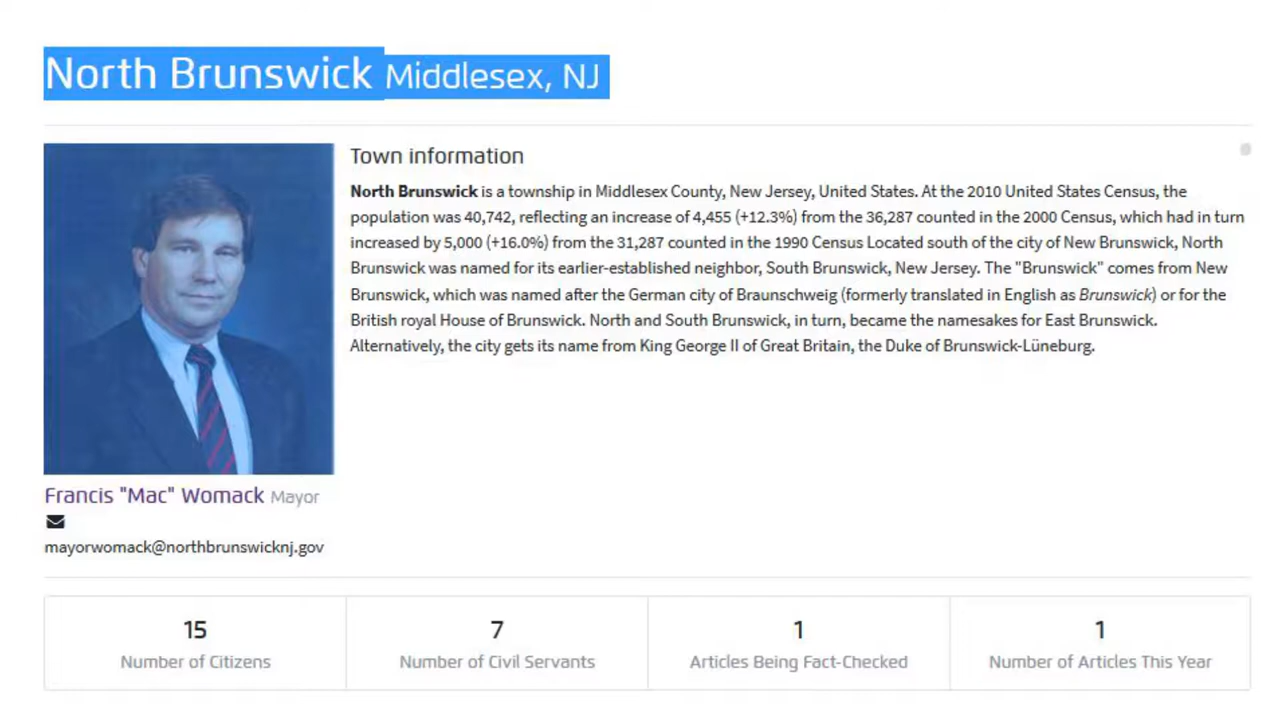 North Brunswick Middlesex, NJ
Town information
North Brunswick is a township in Middlesex County, New Jersey, United States. At the 2010 United States Census, the
population was 40,742, reflecting an increase of 4,455 (+12.3%) from the 36,287 counted in the 2000 Census, which had in turn
increased by 5,000 (+16.0%) from the 31,287 counted in the 1990 Census Located south of the city of New Brunswick, North
Brunswick was named for its earlier-established neighbor, South Brunswick, New Jersey. The "Brunswick" comes from New
Brunswick, which was named after the German city of Braunschweig (formerly translated in English as Brunswick) or for the
British royal House of Brunswick. North and South Brunswick, in turn, became the namesakes for East Brunswick.
Alternatively, the city gets its name from King George II of Great Britain, the Duke of Brunswick-Lüneburg.
Francis "Mac" Womack Mayor
mayorwomack@northbrunswicknj.gov
15
Number of Citizens
7
Number of Civil Servants
1
Articles Being Fact-Checked
1
Number of Articles This Year